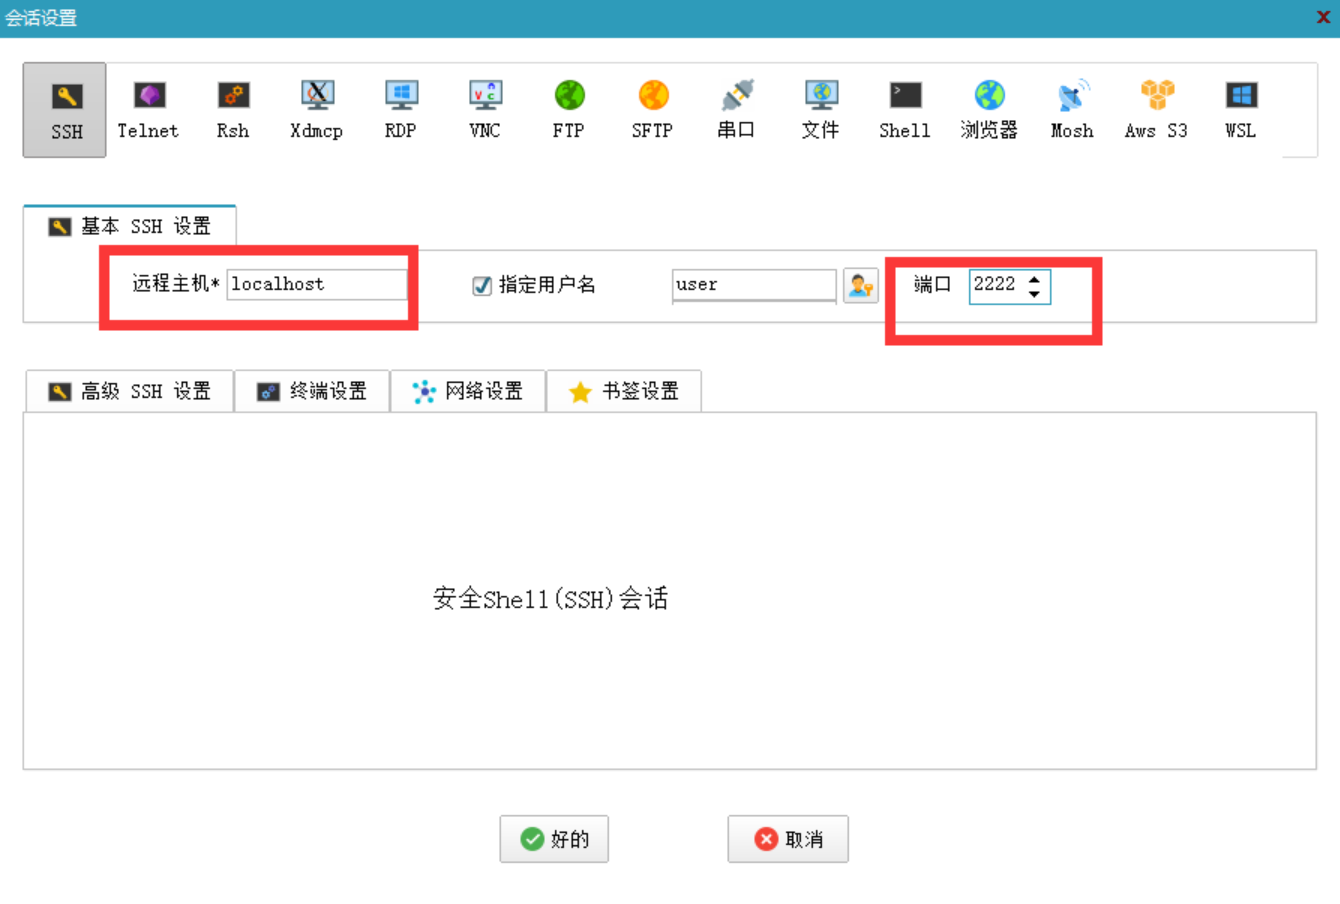 会话设置
SSH Telnet Rsh Xdmcp RDP VNC FTP SFTP 串口 文件 Shell 浏览器 Mosh Aws S3 WSL
基本 SSH 设置
远程主机* localhost 指定用户名 user 端口 2222
高级 SSH 设置 终端设置 网络设置 书签设置
安全Shell(SSH)会话
好的 取消